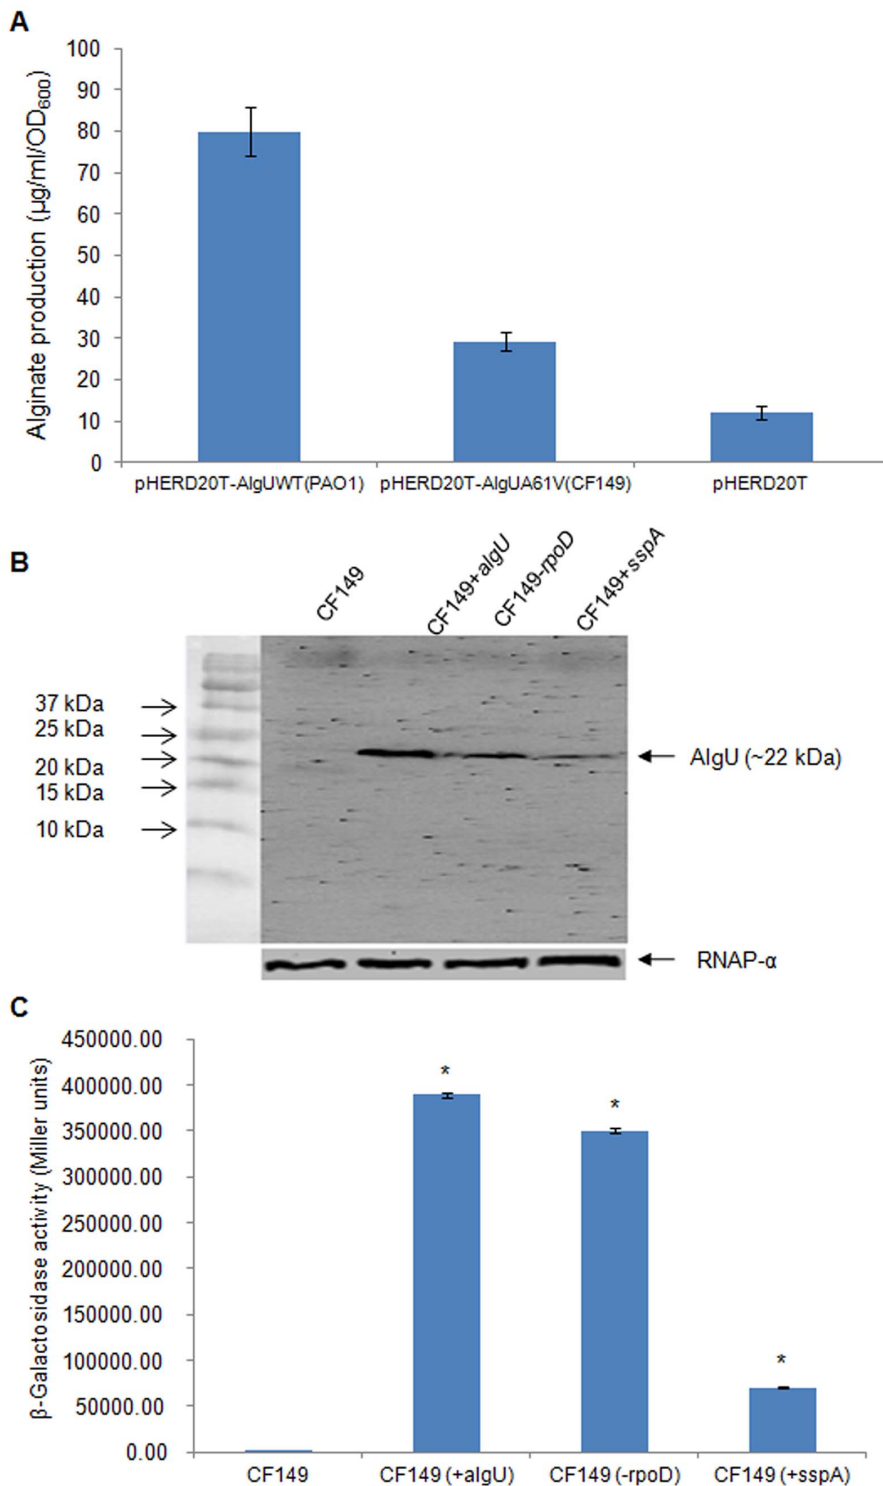 A
Alginate production (µg/ml/OD600)
100
90
80
70
60
50
40
30
20
10
0
pHERD20T-AlgUWT(PAO1)
pHERD20T-AlgUA61V(CF149)
pHERD20T
B
CF149
CF149+algU
CF149-rpoD
CF149+sspA
37 kDa
25 kDa
20 kDa
15 kDa
10 kDa
AlgU (~22 kDa)
RNAP-α
C
β-Galactosidase activity (Miller units)
450000.00
400000.00
350000.00
300000.00
250000.00
200000.00
150000.00
100000.00
50000.00
0.00
*
*
*
CF149
CF149 (+algU)
CF149 (-rpoD)
CF149 (+sspA)